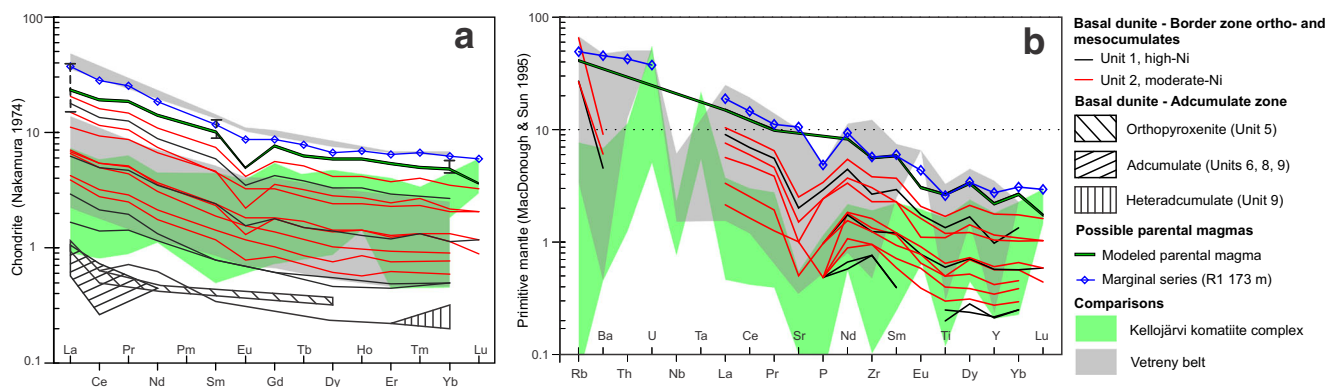 a
100
10
1
0.1
Chondrite (Nakamura 1974)
La
Pr
Pm
Eu
Tb
Ho
Tm
Lu
Ce
Nd
Sm
Gd
Dy
Er
Yb
b
100
10
1
0.1
Primitive mantle (MacDonough & Sun 1995)
Ba
U
Ta
Ce
Sr
Nd
Sm
Ti
Y
Lu
Rb
Th
Nb
La
Pr
P
Zr
Eu
Dy
Yb
Basal dunite - Border zone ortho- and
mesocumulates
Unit 1, high-Ni
Unit 2, moderate-Ni
Basal dunite - Adcumulate zone
Orthopyroxenite (Unit 5)
Adcumulate (Units 6, 8, 9)
Heteradcumulate (Unit 9)
Possible parental magmas
Modeled parental magma
Marginal series (R1 173 m)
Comparisons
Kellojärvi komatiite complex
Vetreny belt